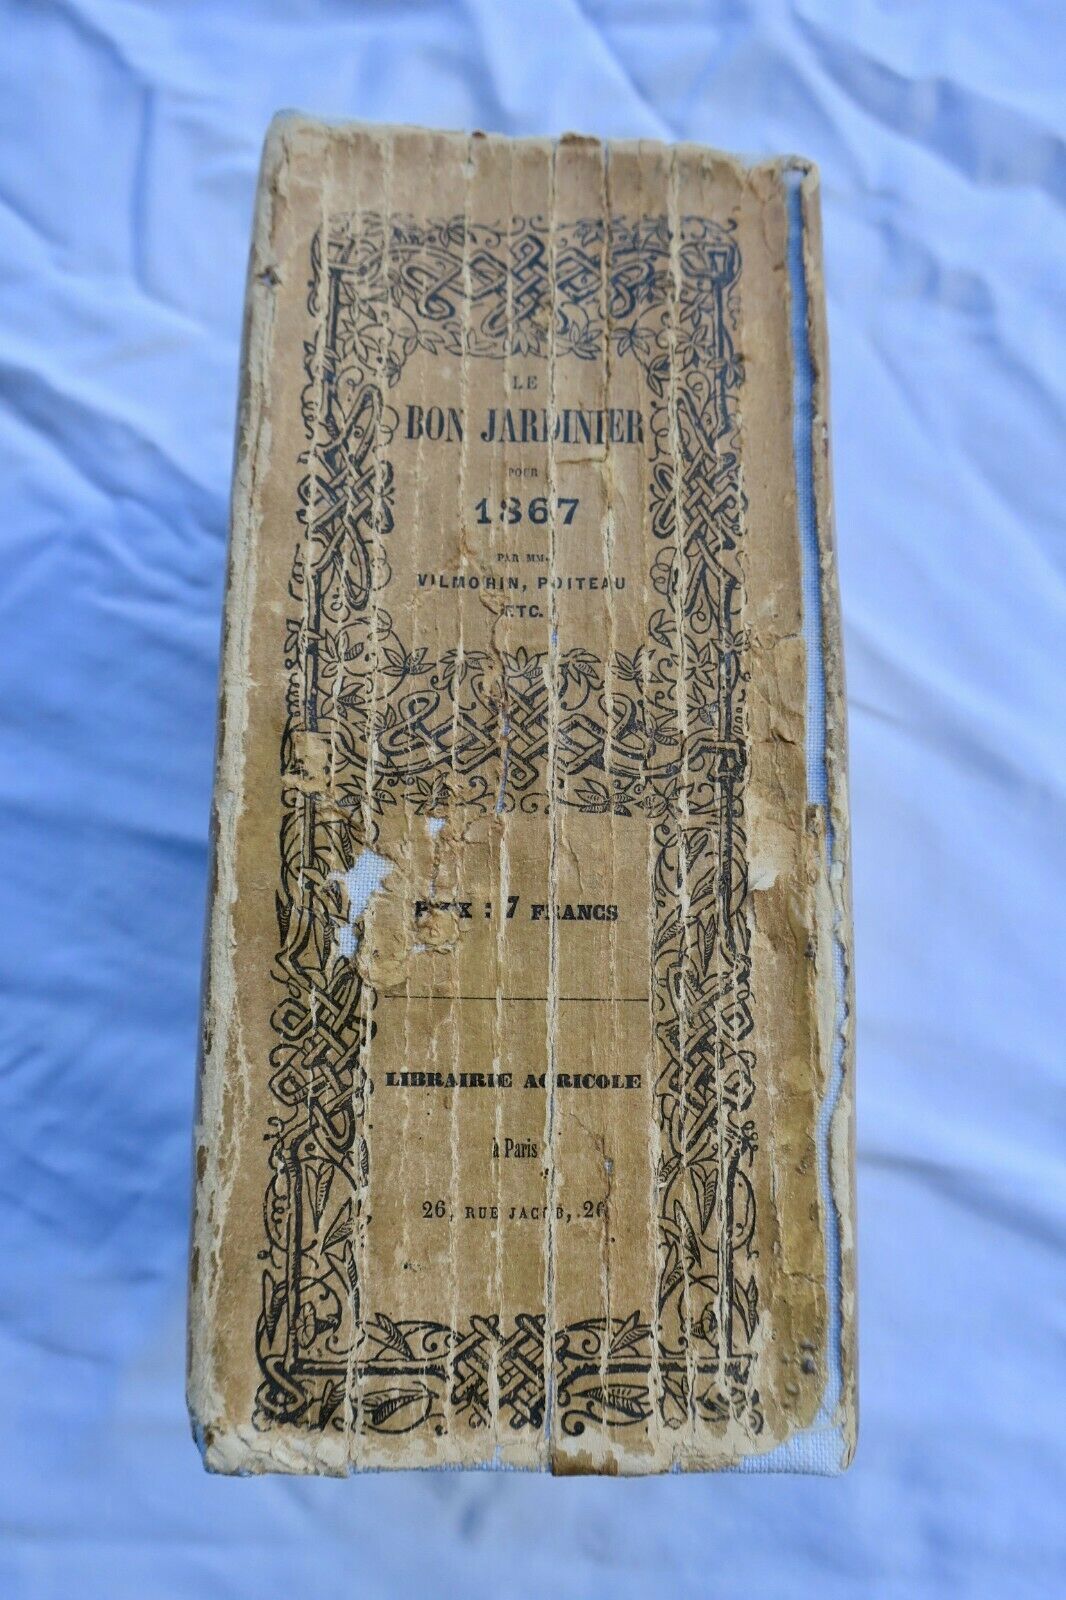 LE
BON JARDINIER
POUR
1867
PAR MM.
VILMORIN, POITEAU
ETC.
PRIX : 7 FRANCS
LIBRAIRIE AGRICOLE
à Paris
26, RUE JACOB, 26